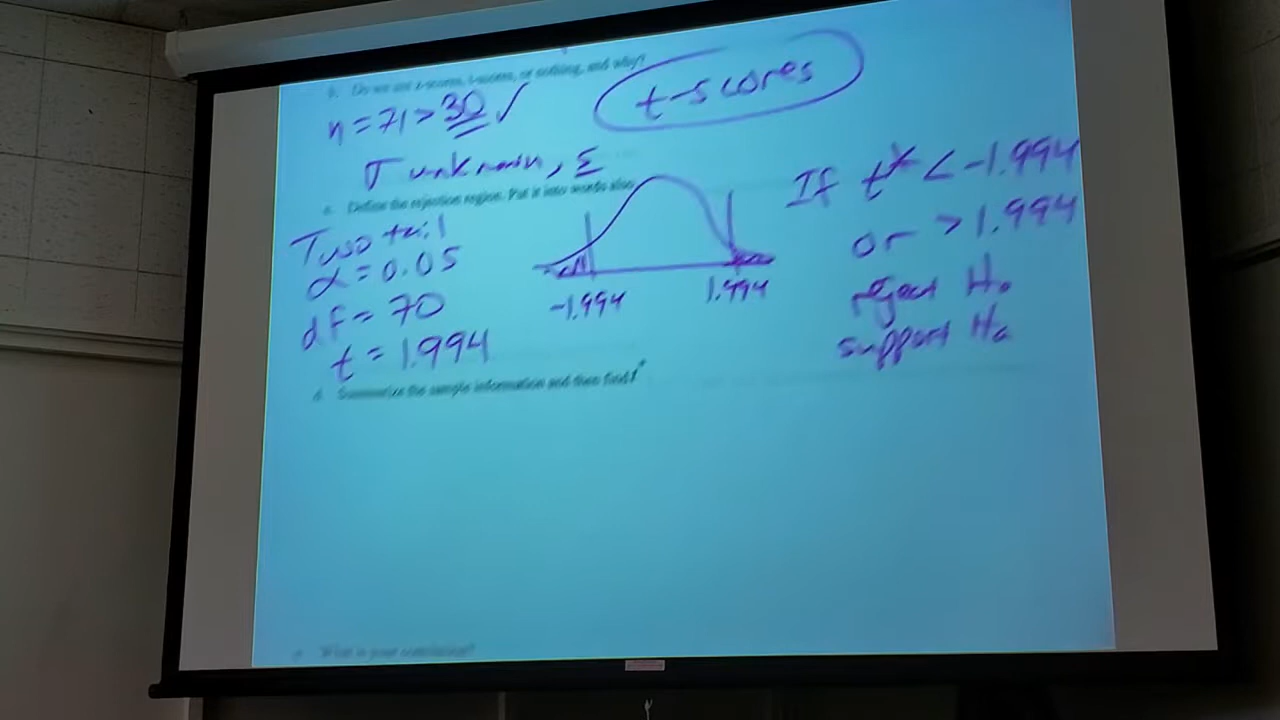 b. Do we use z-scores, t-scores, or nothing, and why?
t-scores
n = 71 > 30 ✓
σ unknown, Σ
c. Define the rejection region. Put it into words also.
Two tail
α = 0.05
df = 70
t = 1.994
-1.994
1.994
If t* < -1.994
or > 1.994
reject H₀
support Hₐ
d. Summarize the sample information and then find t*
e. What is your conclusion?